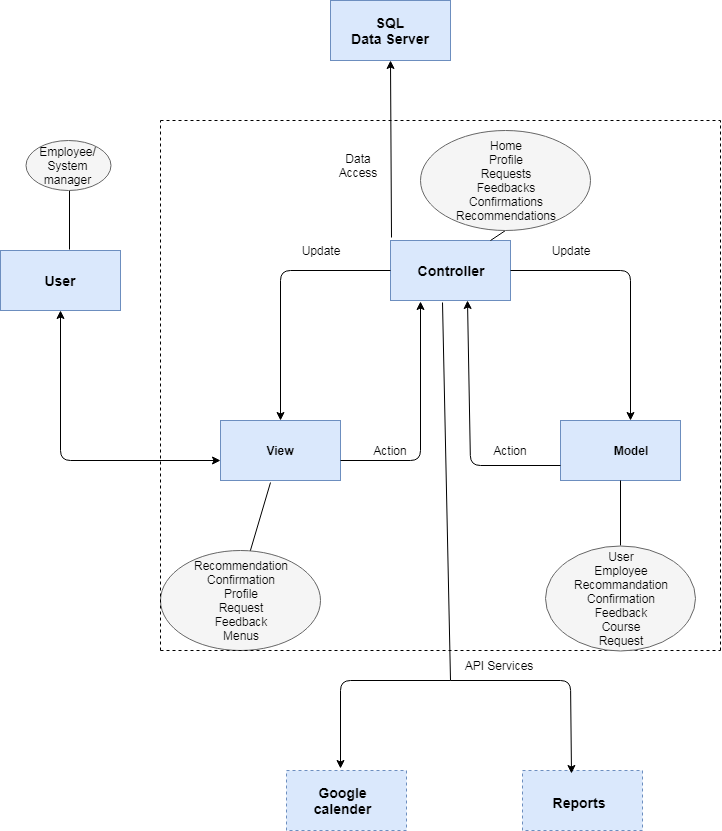 SQL
Data Server
Employee/
System
manager
Data
Access
Home
Profile
Requests
Feedbacks
Confirmations
Recommendations
User
Update
Controller
Update
View
Action
Action
Model
Recommendation
Confirmation
Profile
Request
Feedback
Menus
User
Employee
Recommandation
Confirmation
Feedback
Course
Request
API Services
Google
calender
Reports